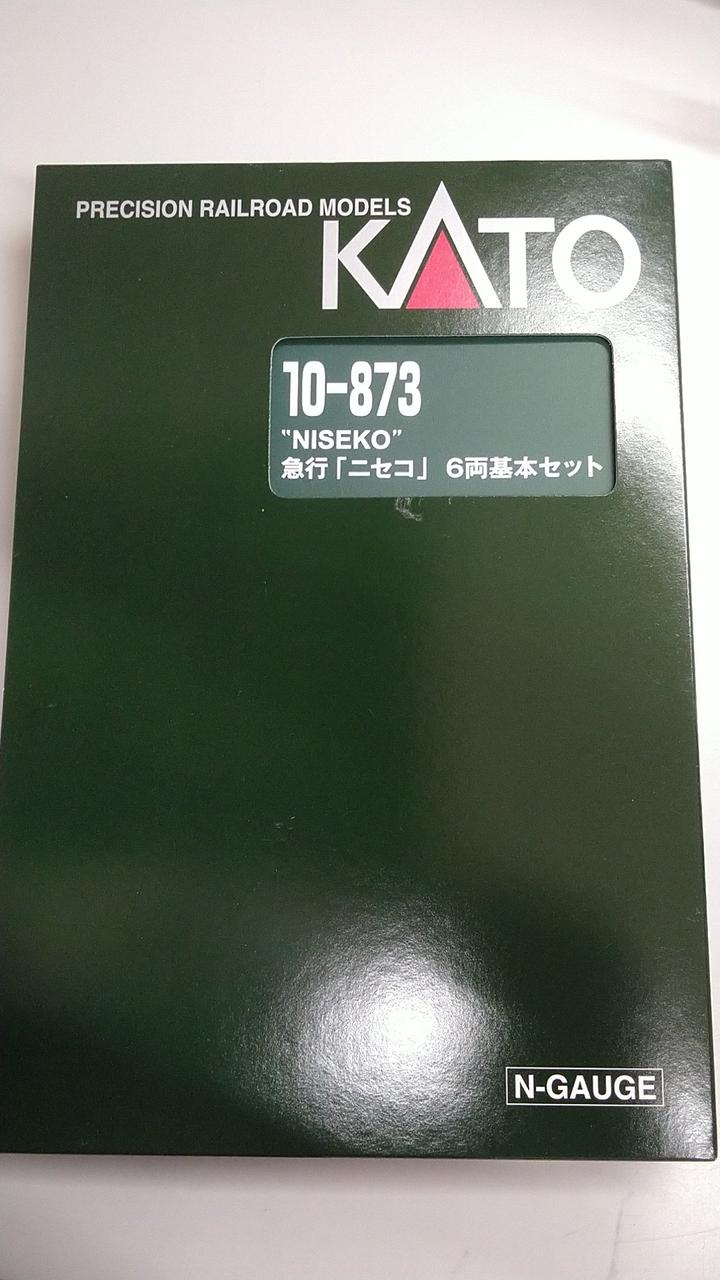 PRECISION RAILROAD MODELS
KATO
10-873
“NISEKO”
急行「ニセコ」 6両基本セット
N-GAUGE